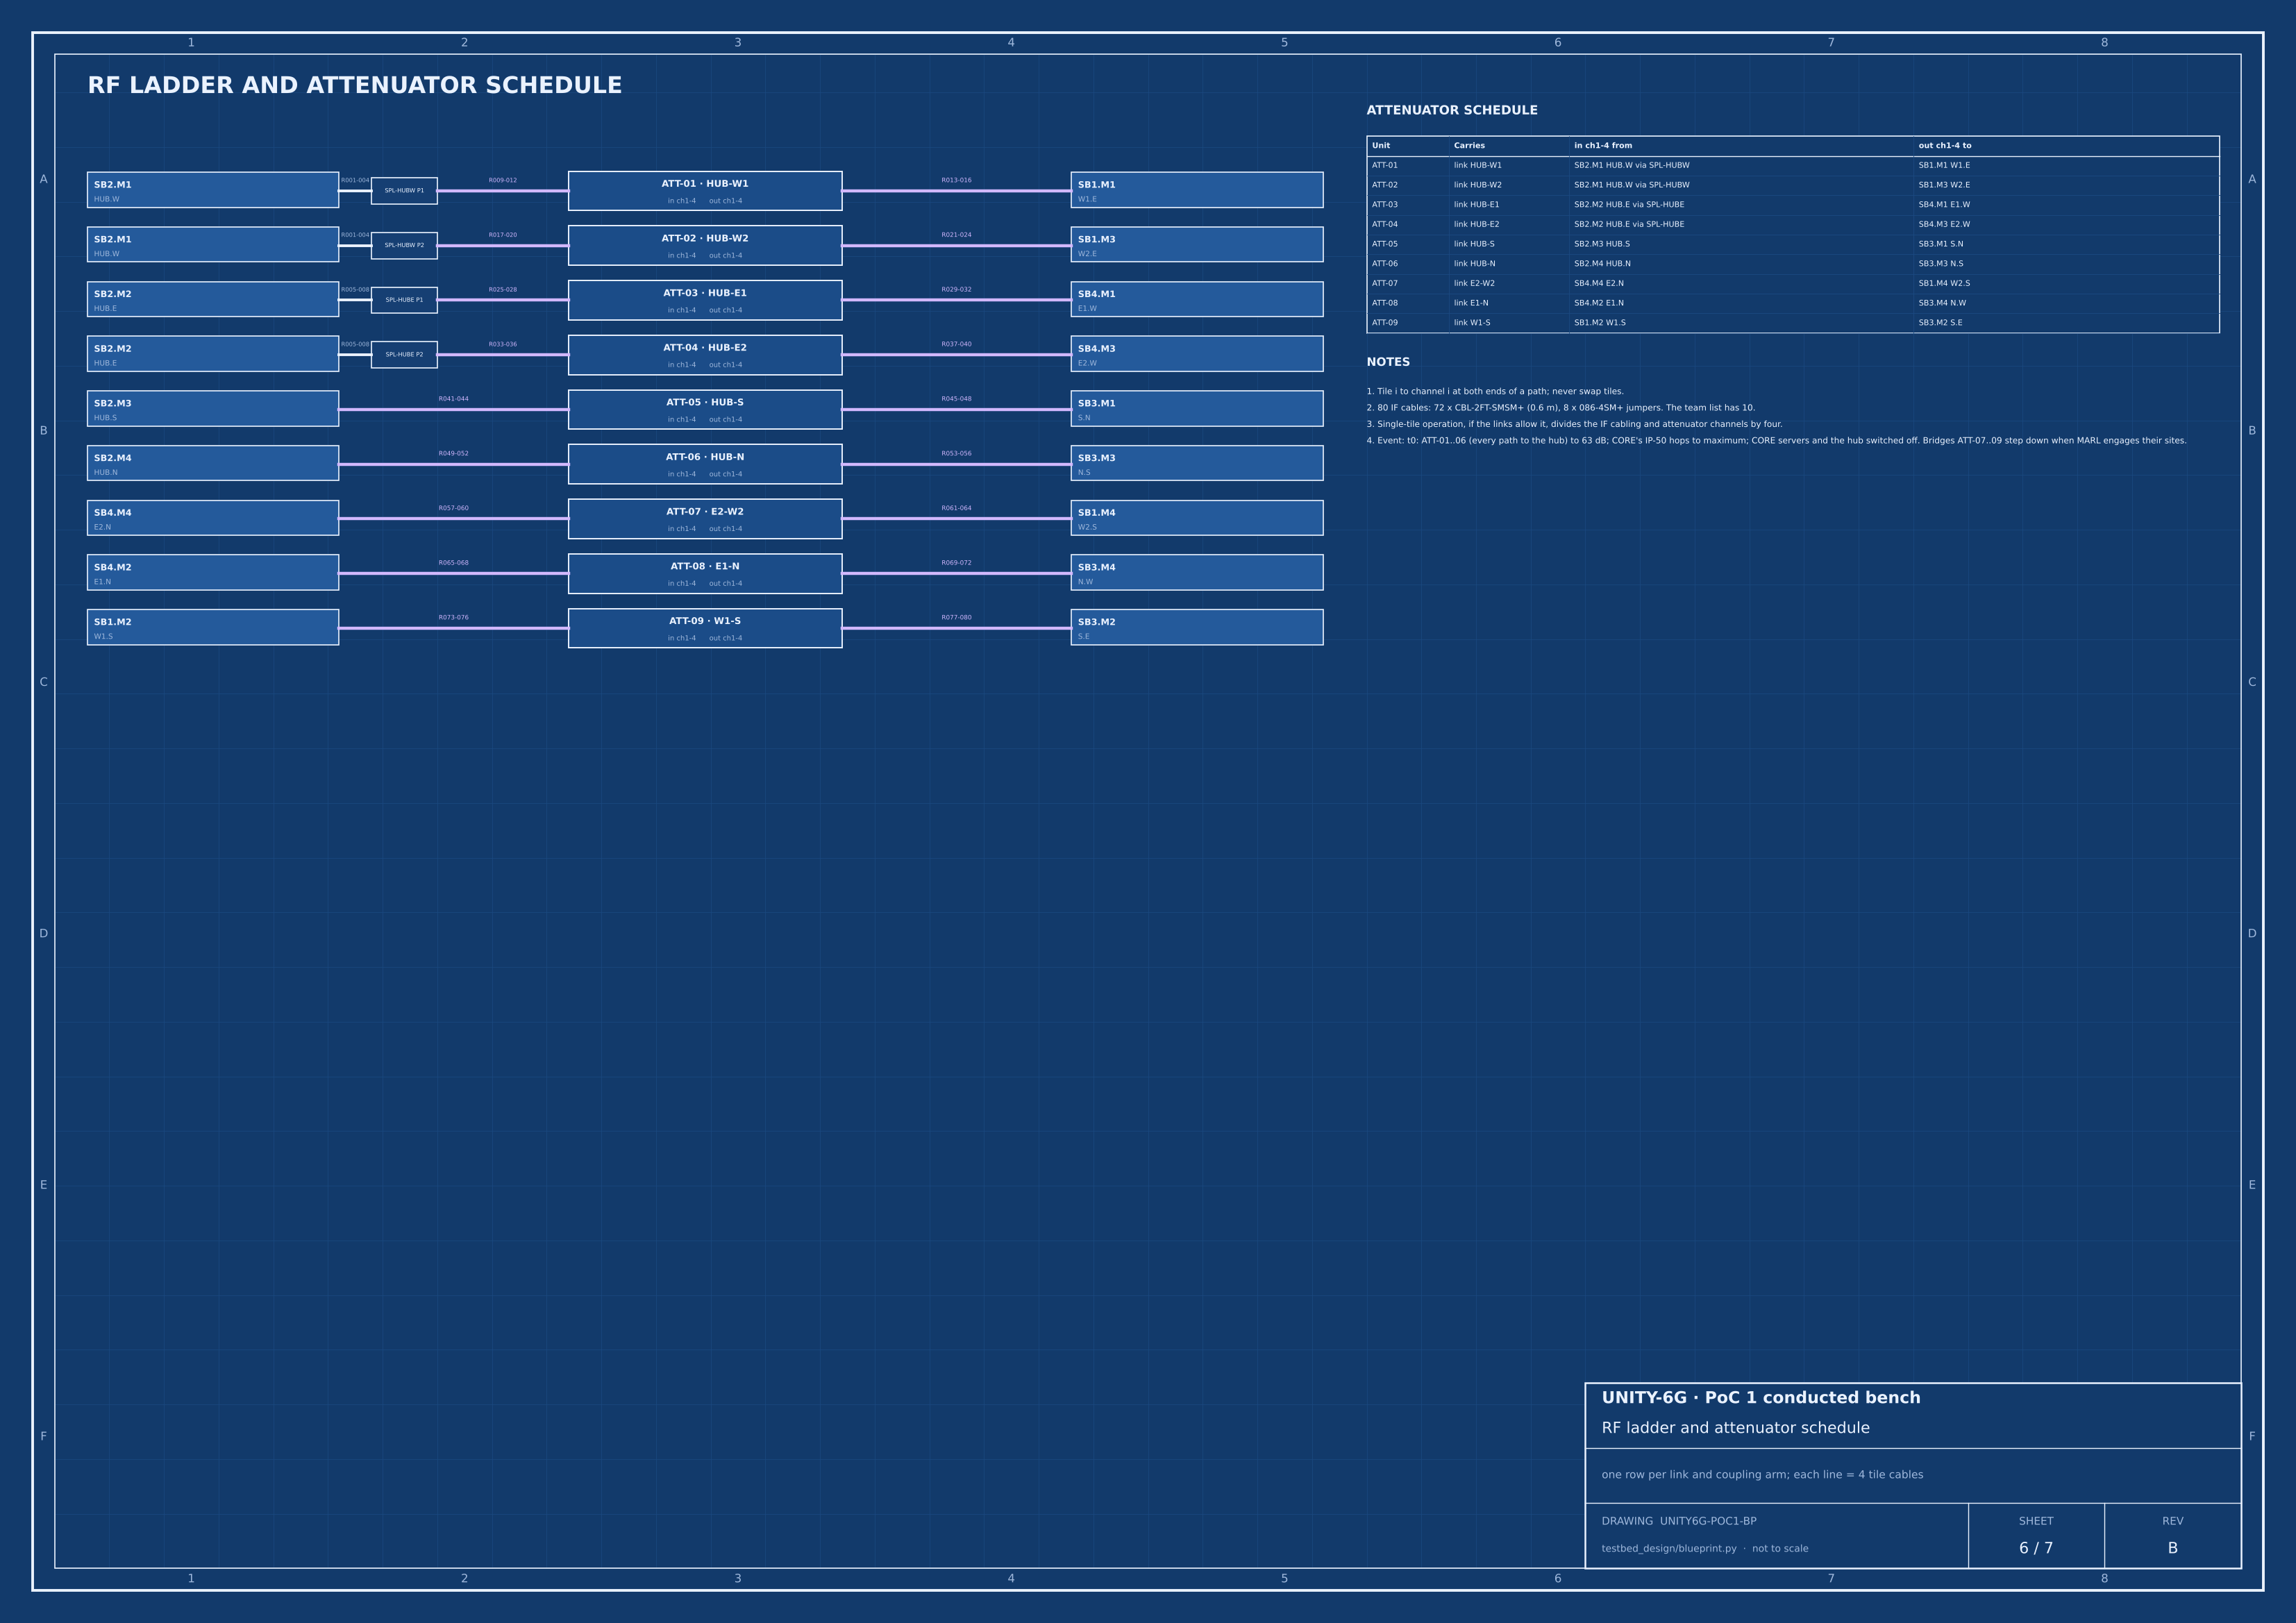 1 2 3 4 5 6 7 8
RF LADDER AND ATTENUATOR SCHEDULE
A
B
C
D
E
F
SB2.M1
HUB.W
R001-004
SPL-HUBW P1
R009-012
ATT-01 · HUB-W1
in ch1-4 out ch1-4
R013-016
SB1.M1
W1.E
SB2.M1
HUB.W
R001-004
SPL-HUBW P2
R017-020
ATT-02 · HUB-W2
in ch1-4 out ch1-4
R021-024
SB1.M3
W2.E
SB2.M2
HUB.E
R005-008
SPL-HUBE P1
R025-028
ATT-03 · HUB-E1
in ch1-4 out ch1-4
R029-032
SB4.M1
E1.W
SB2.M2
HUB.E
R005-008
SPL-HUBE P2
R033-036
ATT-04 · HUB-E2
in ch1-4 out ch1-4
R037-040
SB4.M3
E2.W
SB2.M3
HUB.S
R041-044
ATT-05 · HUB-S
in ch1-4 out ch1-4
R045-048
SB3.M1
S.N
SB2.M4
HUB.N
R049-052
ATT-06 · HUB-N
in ch1-4 out ch1-4
R053-056
SB3.M3
N.S
SB4.M4
E2.N
R057-060
ATT-07 · E2-W2
in ch1-4 out ch1-4
R061-064
SB1.M4
W2.S
SB4.M2
E1.N
R065-068
ATT-08 · E1-N
in ch1-4 out ch1-4
R069-072
SB3.M4
N.W
SB1.M2
W1.S
R073-076
ATT-09 · W1-S
in ch1-4 out ch1-4
R077-080
SB3.M2
S.E
ATTENUATOR SCHEDULE
Unit Carries in ch1-4 from out ch1-4 to
ATT-01 link HUB-W1 SB2.M1 HUB.W via SPL-HUBW SB1.M1 W1.E
ATT-02 link HUB-W2 SB2.M1 HUB.W via SPL-HUBW SB1.M3 W2.E
ATT-03 link HUB-E1 SB2.M2 HUB.E via SPL-HUBE SB4.M1 E1.W
ATT-04 link HUB-E2 SB2.M2 HUB.E via SPL-HUBE SB4.M3 E2.W
ATT-05 link HUB-S SB2.M3 HUB.S SB3.M1 S.N
ATT-06 link HUB-N SB2.M4 HUB.N SB3.M3 N.S
ATT-07 link E2-W2 SB4.M4 E2.N SB1.M4 W2.S
ATT-08 link E1-N SB4.M2 E1.N SB3.M4 N.W
ATT-09 link W1-S SB1.M2 W1.S SB3.M2 S.E
NOTES
1. Tile i to channel i at both ends of a path; never swap tiles.
2. 80 IF cables: 72 x CBL-2FT-SMSM+ (0.6 m), 8 x 086-4SM+ jumpers. The team list has 10.
3. Single-tile operation, if the links allow it, divides the IF cabling and attenuator channels by four.
4. Event: t0: ATT-01..06 (every path to the hub) to 63 dB; CORE's IP-50 hops to maximum; CORE servers and the hub switched off. Bridges ATT-07..09 step down when MARL engages their sites.
A
B
C
D
E
F
UNITY-6G · PoC 1 conducted bench
RF ladder and attenuator schedule
one row per link and coupling arm; each line = 4 tile cables
DRAWING UNITY6G-POC1-BP
testbed_design/blueprint.py · not to scale
SHEET
6 / 7
REV
B
1 2 3 4 5 6 7 8